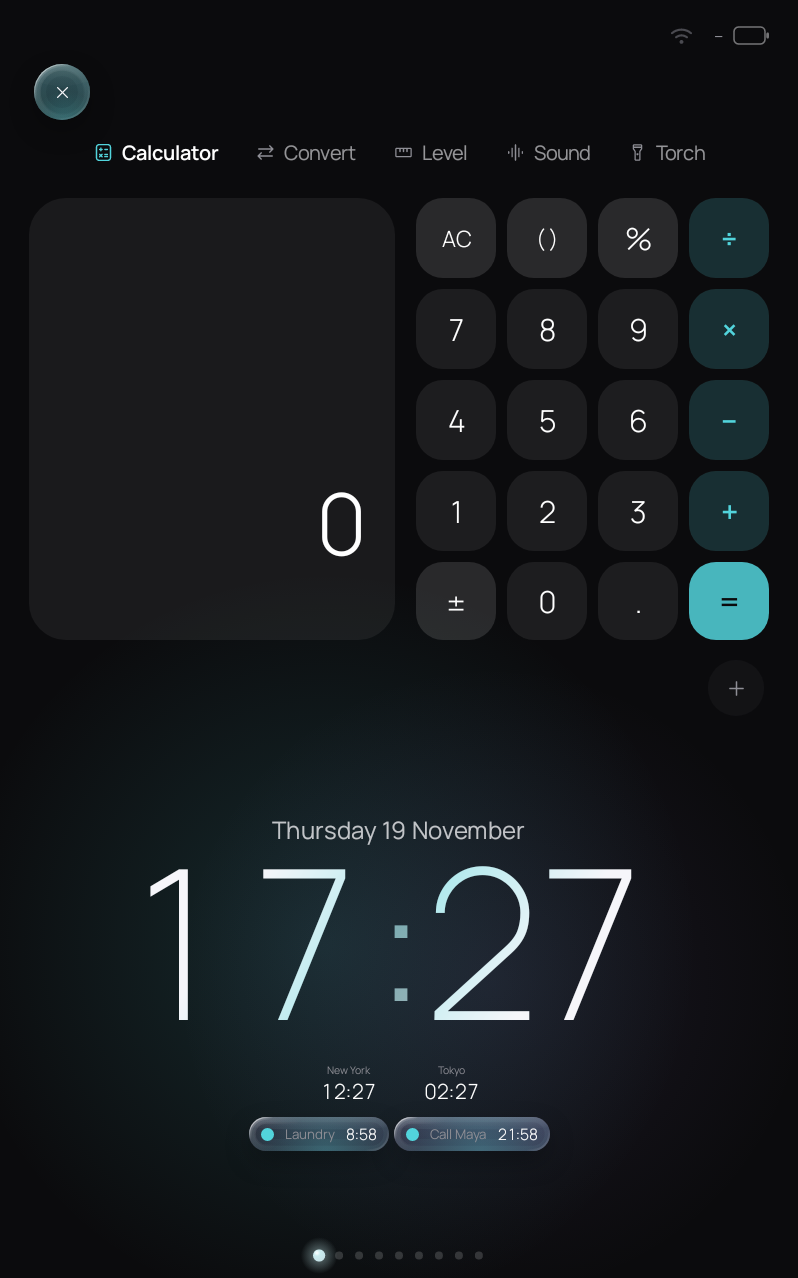 –
Calculator Convert Level Sound Torch
0
AC ( ) % ÷
7 8 9 ×
4 5 6 −
1 2 3 +
± 0 . =
+
Thursday 19 November
17:27
New York Tokyo
12:27 02:27
Laundry 8:58 Call Maya 21:58